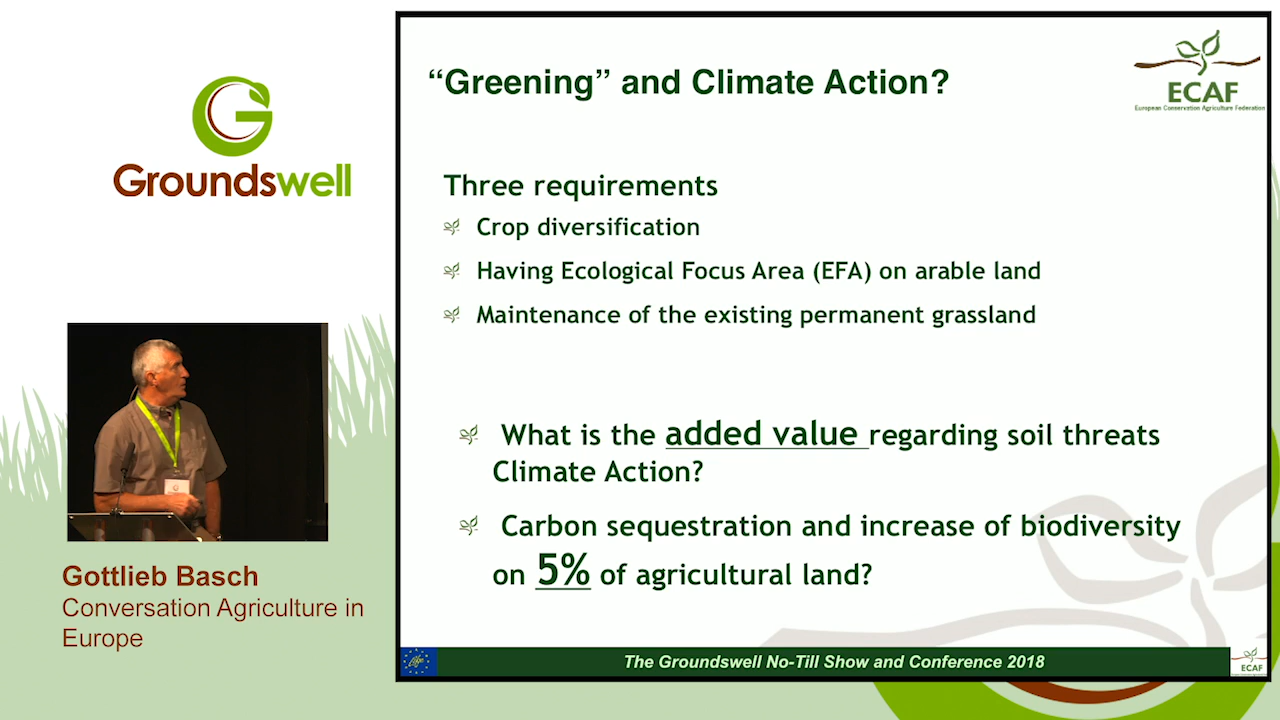 Groundswell
Gottlieb Basch
Conversation Agriculture in
Europe
“Greening” and Climate Action?
ECAF
European Conservation Agriculture Federation
Three requirements
Crop diversification
Having Ecological Focus Area (EFA) on arable land
Maintenance of the existing permanent grassland
What is the added value regarding soil threats
Climate Action?
Carbon sequestration and increase of biodiversity
on 5% of agricultural land?
Life
The Groundswell No-Till Show and Conference 2018
ECAF